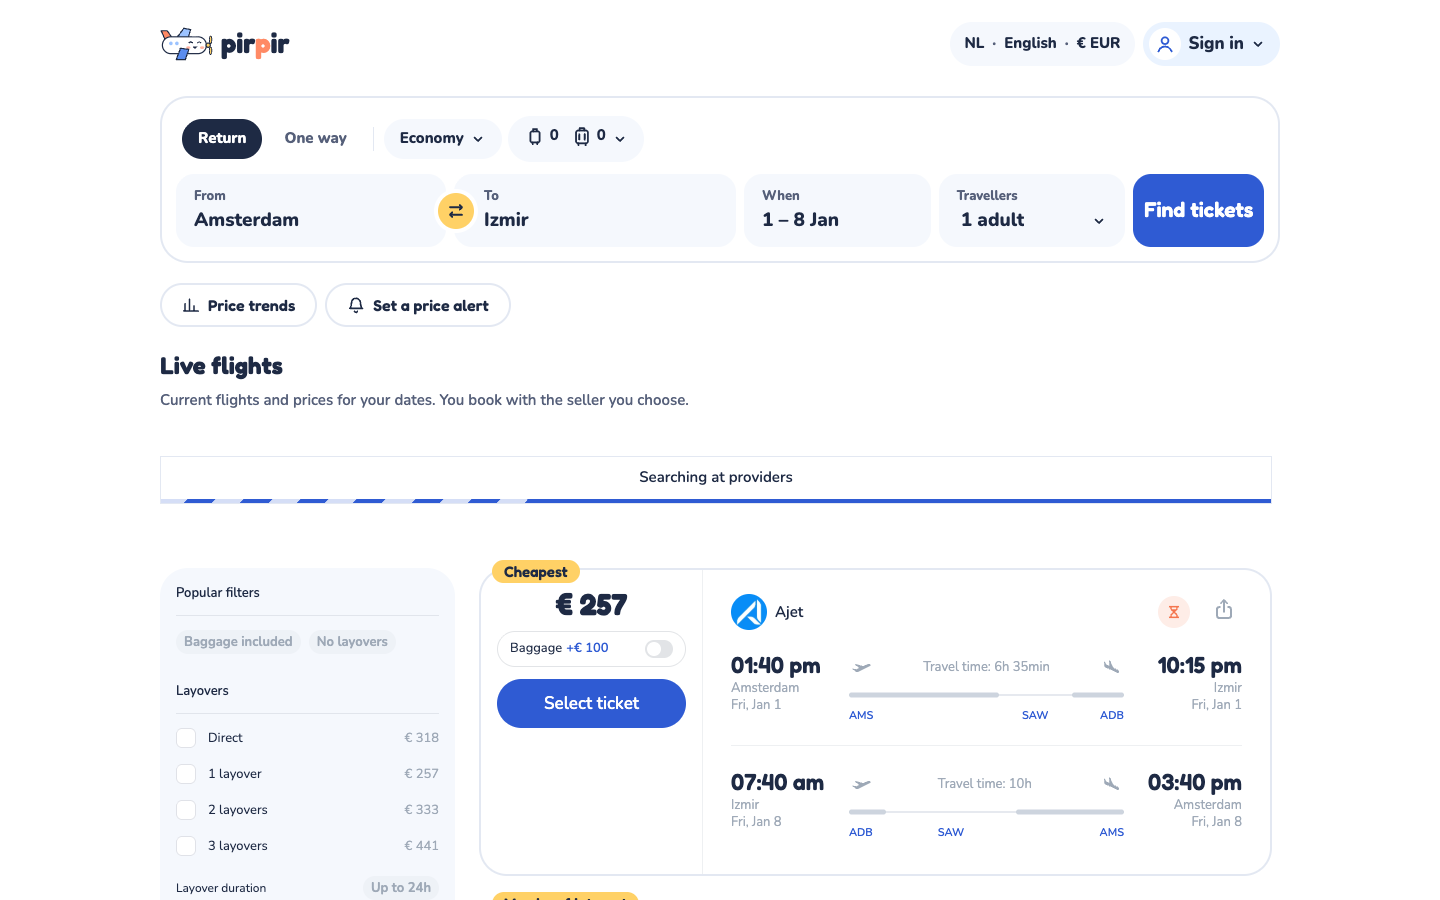 pirpir
NL · English · € EUR
Sign in
Return
One way
Economy
0
0
From
Amsterdam
To
Izmir
When
1 – 8 Jan
Travellers
1 adult
Find tickets
Price trends
Set a price alert
Live flights
Current flights and prices for your dates. You book with the seller you choose.
Searching at providers
Popular filters
Baggage included
No layovers
Layovers
Direct € 318
1 layover € 257
2 layovers € 333
3 layovers € 441
Layover duration Up to 24h
Cheapest
€ 257
Baggage +€ 100
Select ticket
Ajet
01:40 pm Travel time: 6h 35min 10:15 pm
Amsterdam Izmir
Fri, Jan 1 Fri, Jan 1
AMS SAW ADB
07:40 am Travel time: 10h 03:40 pm
Izmir Amsterdam
Fri, Jan 8 Fri, Jan 8
ADB SAW AMS